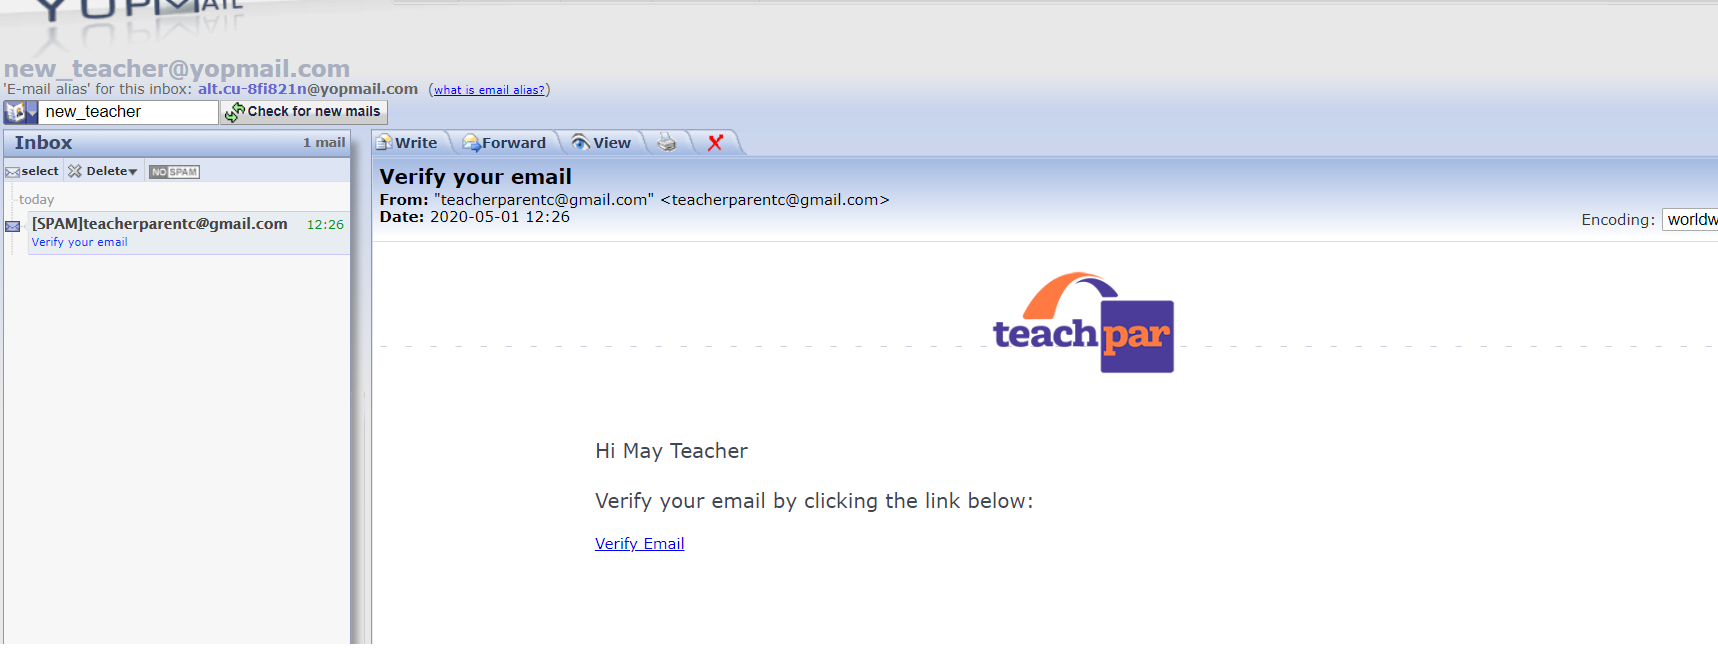 YOPMAIL
new_teacher@yopmail.com
'E-mail alias' for this inbox: alt.cu-8fi821n@yopmail.com (what is email alias?)
new_teacher Check for new mails
Inbox 1 mail
select Delete NO SPAM
today
[SPAM]teacherparentc@gmail.com 12:26
Verify your email
Write Forward View
Verify your email
From: "teacherparentc@gmail.com" <teacherparentc@gmail.com>
Date: 2020-05-01 12:26
Encoding: worldw
teachpar
Hi May Teacher
Verify your email by clicking the link below:
Verify Email